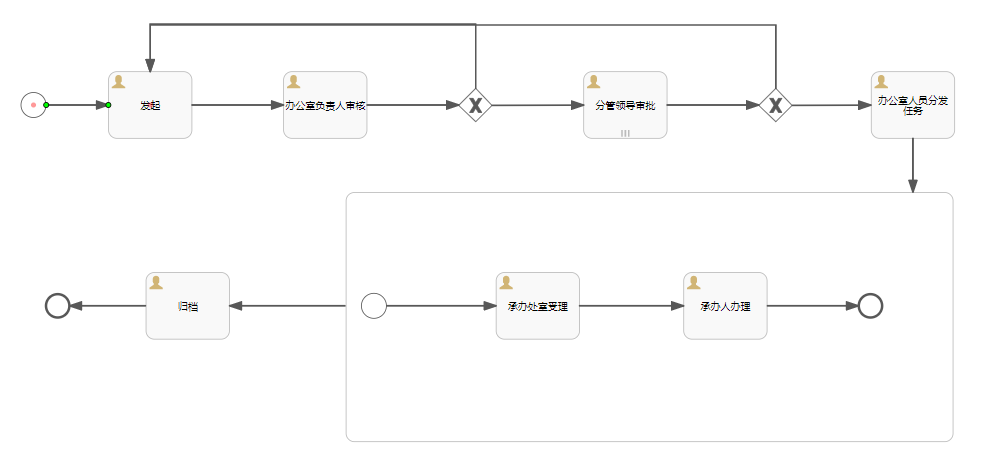 发起
办公室负责人审核
分管领导审批
办公室人员分发
任务
归档
承办处室受理
承办人办理